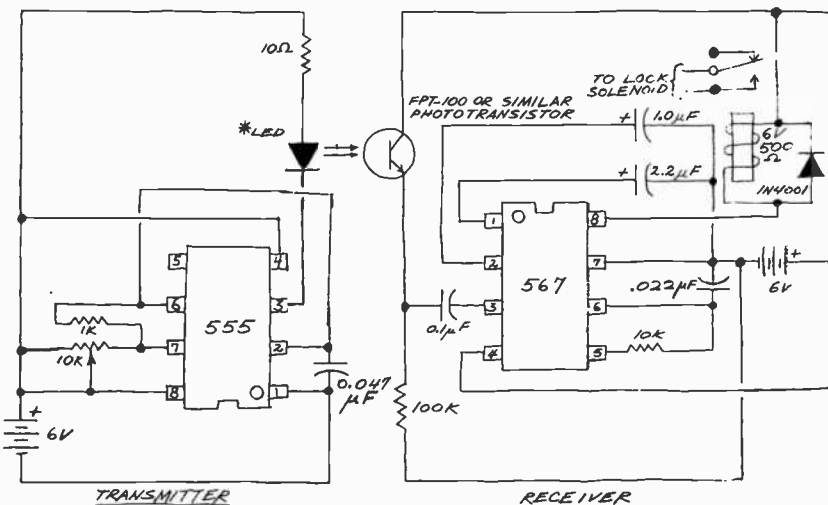 10Ω
*LED
555
5
6
7
8
4
3
2
1
1K
10K
0.047
µF
+
6V
TRANSMITTER
FPT-100 OR SIMILAR
PHOTOTRANSISTOR
TO LOCK
SOLENOID
+
1.0µF
+
2.2µF
6V
500
Ω
1N4001
567
1
2
3
4
8
7
6
5
0.1µF
.022µF
10K
100K
+
6V
RECEIVER